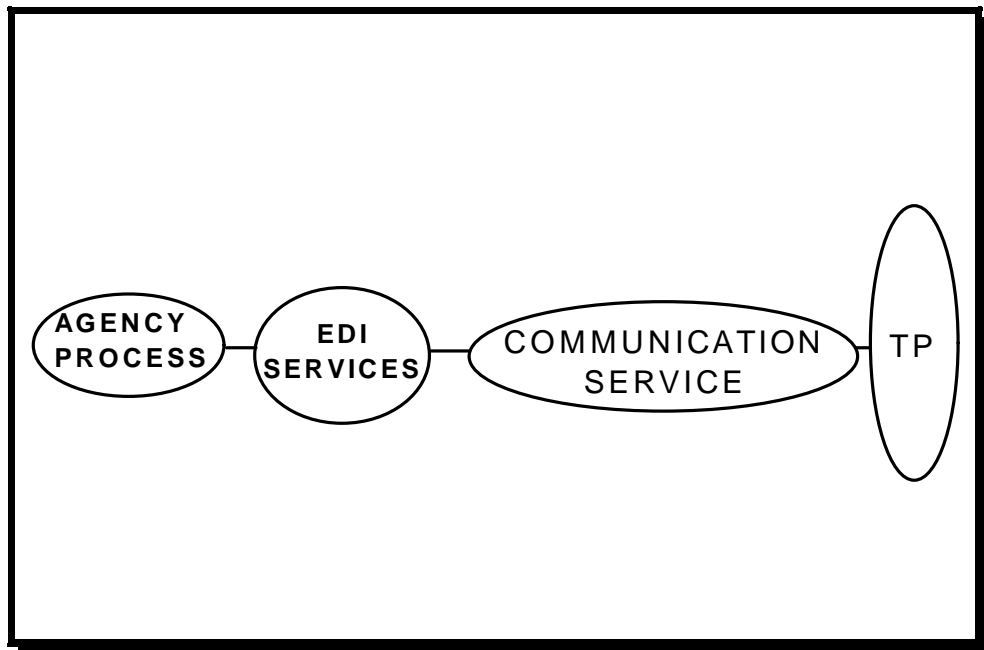 AGENCY
PROCESS
EDI
SERVICES
COMMUNICATION
SERVICE
TP